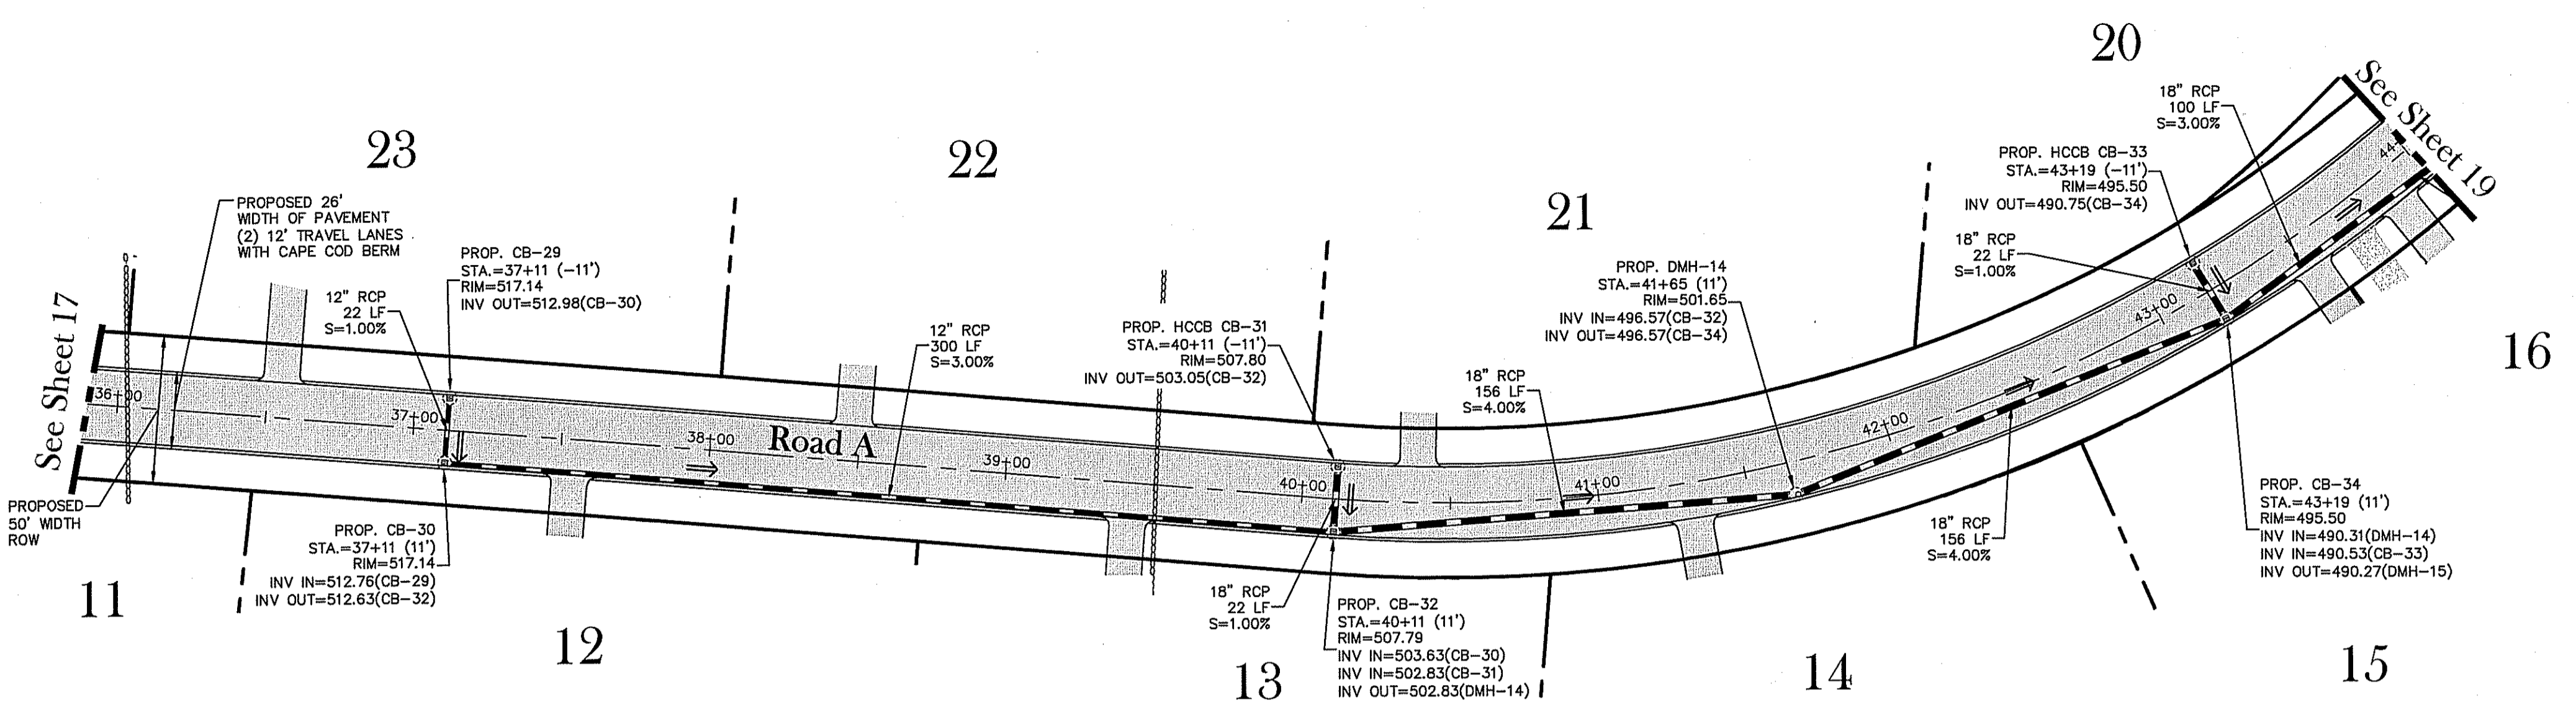 See Sheet 17
11
PROPOSED
50' WIDTH
ROW
36+00
PROPOSED 26'
WIDTH OF PAVEMENT
(2) 12' TRAVEL LANES
WITH CAPE COD BERM
23
12" RCP
22 LF
S=1.00%
PROP. CB-29
STA.=37+11 (-11')
RIM=517.14
INV OUT=512.98(CB-30)
37+00
PROP. CB-30
STA.=37+11 (11')
RIM=517.14
INV IN=512.76(CB-29)
INV OUT=512.63(CB-32)
12
38+00
Road A
22
12" RCP
300 LF
S=3.00%
39+00
PROP. HCCB CB-31
STA.=40+11 (-11')
RIM=507.80
INV OUT=503.05(CB-32)
40+00
18" RCP
22 LF
S=1.00%
13
PROP. CB-32
STA.=40+11 (11')
RIM=507.79
INV IN=503.63(CB-30)
INV IN=502.83(CB-31)
INV OUT=502.83(DMH-14)
21
18" RCP
156 LF
S=4.00%
41+00
PROP. DMH-14
STA.=41+65 (11')
RIM=501.65
INV IN=496.57(CB-32)
INV OUT=496.57(CB-34)
14
42+00
18" RCP
156 LF
S=4.00%
20
PROP. HCCB CB-33
STA.=43+19 (-11')
RIM=495.50
INV OUT=490.75(CB-34)
18" RCP
22 LF
S=1.00%
43+00
18" RCP
100 LF
S=3.00%
44+
See Sheet 19
16
PROP. CB-34
STA.=43+19 (11')
RIM=495.50
INV IN=490.31(DMH-14)
INV IN=490.53(CB-33)
INV OUT=490.27(DMH-15)
15